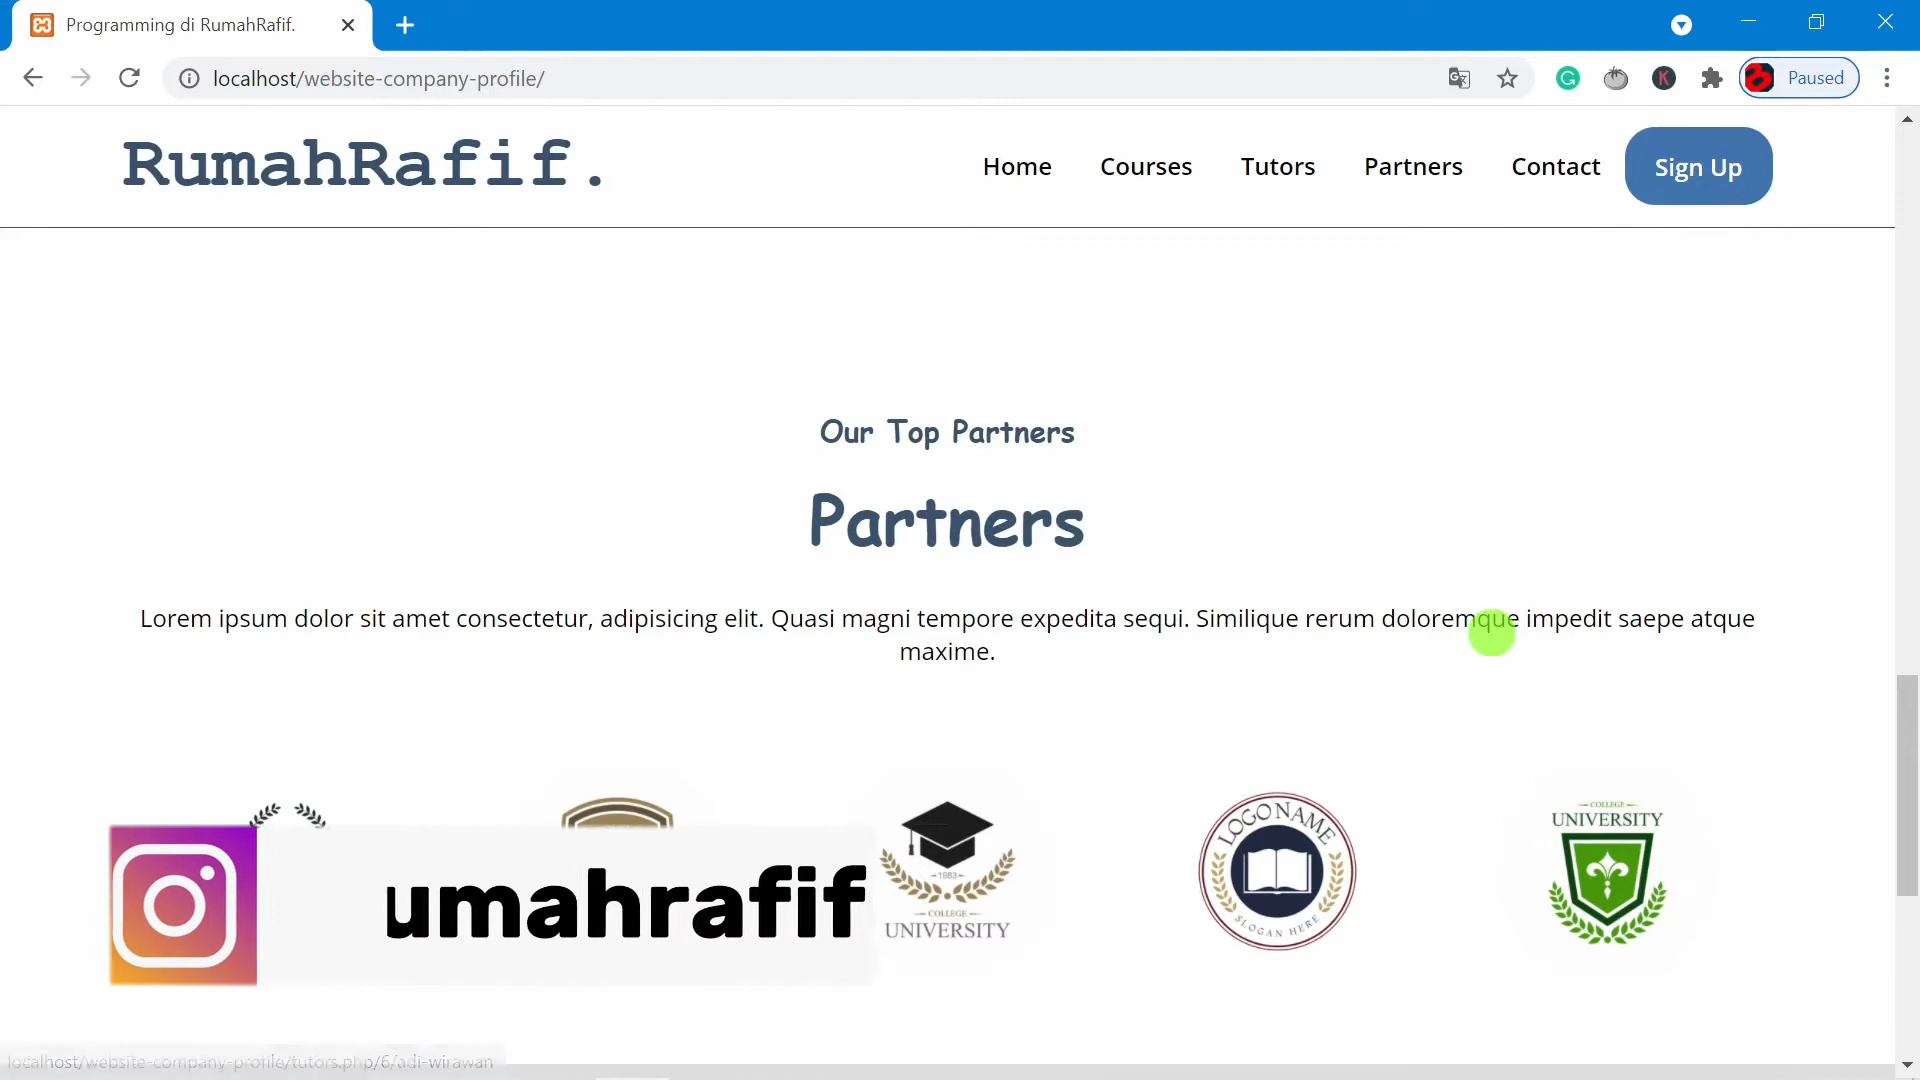 Programming di RumahRafif.
localhost/website-company-profile/
Paused
RumahRafif.
Home Courses Tutors Partners Contact Sign Up
Our Top Partners
Partners
Lorem ipsum dolor sit amet consectetur, adipisicing elit. Quasi magni tempore expedita sequi. Similique rerum doloremque impedit saepe atque
maxime.
umahrafif
1983
COLLEGE
UNIVERSITY
LOGO NAME
SLOGAN HERE
COLLEGE
UNIVERSITY
localhost/website-company-profile/tutors.php/6/adi-wirawan